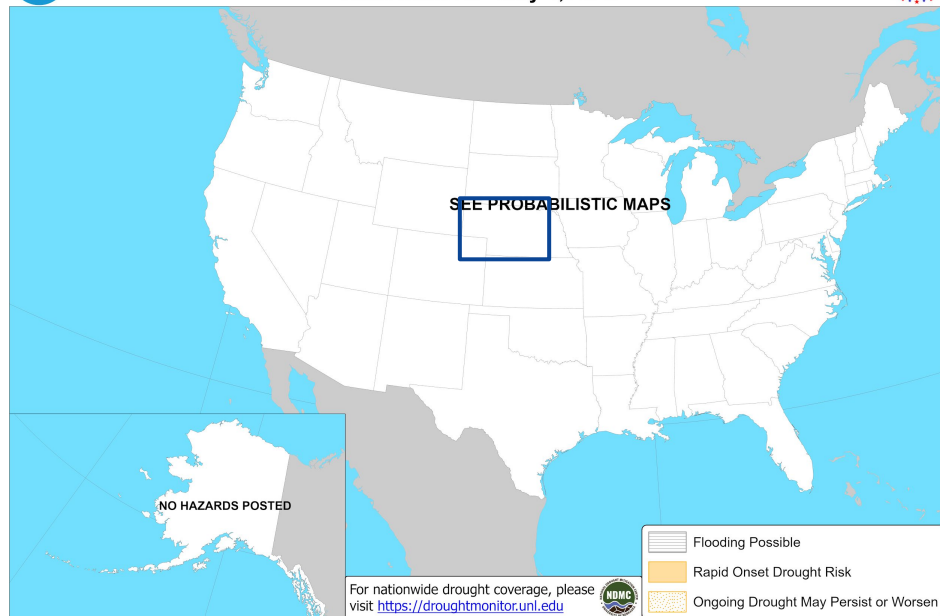 SEE PROBABILISTIC MAPS
NO HAZARDS POSTED
For nationwide drought coverage, please
visit https://droughtmonitor.unl.edu
NDMC
Flooding Possible
Rapid Onset Drought Risk
Ongoing Drought May Persist or Worsen